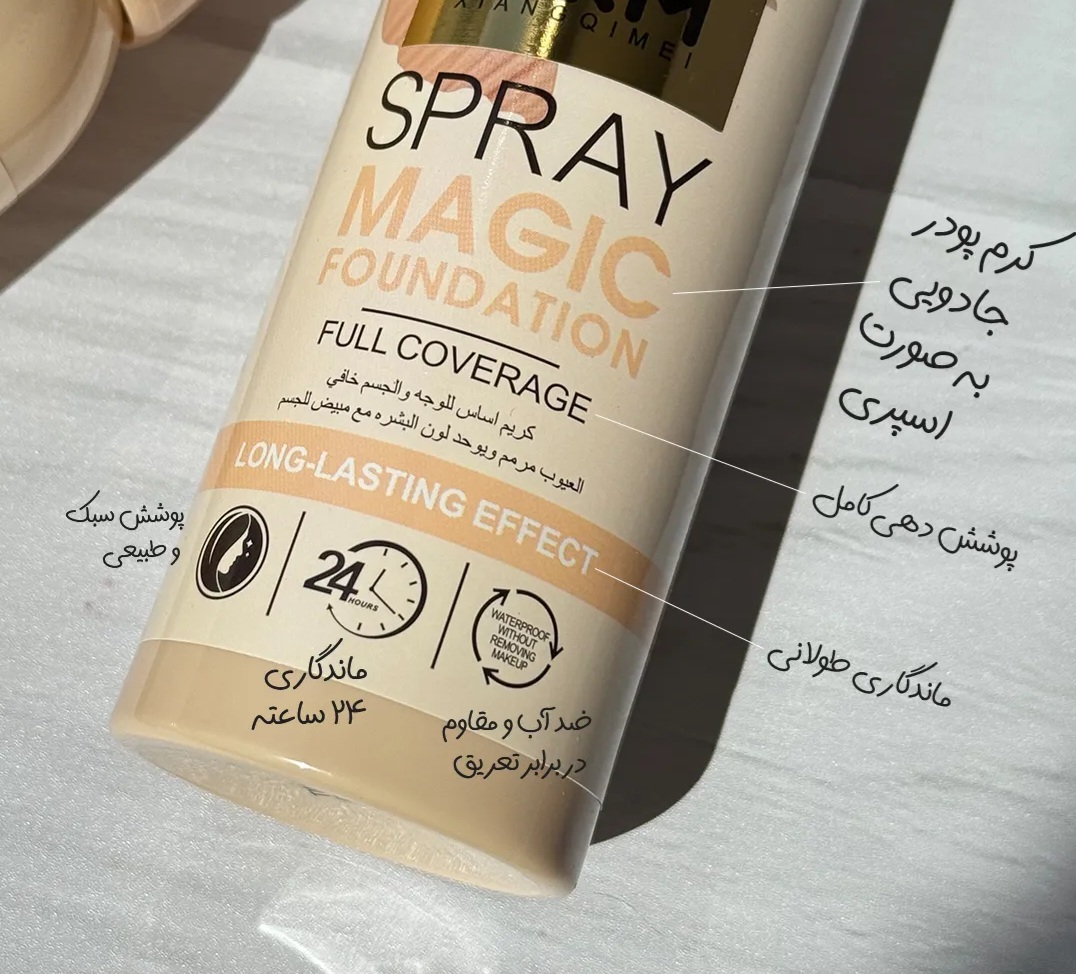 XIANGQIMEI
SPRAY
MAGIC
FOUNDATION
FULL COVERAGE
كريم اساس للوجه والجسم خافي
العيوب مرمم ويوحد لون البشره مع مبيض للجسم
LONG-LASTING EFFECT
24 HOURS
WATERPROOF
WITHOUT
REMOVING
MAKEUP
کرم پودر
جادویی
به صورت
اسپری
پوشش دهی کامل
ماندگاری طولانی
پوشش سبک
و طبیعی
ماندگاری
۲۴ ساعته
ضد آب و مقاوم
در برابر تعریق